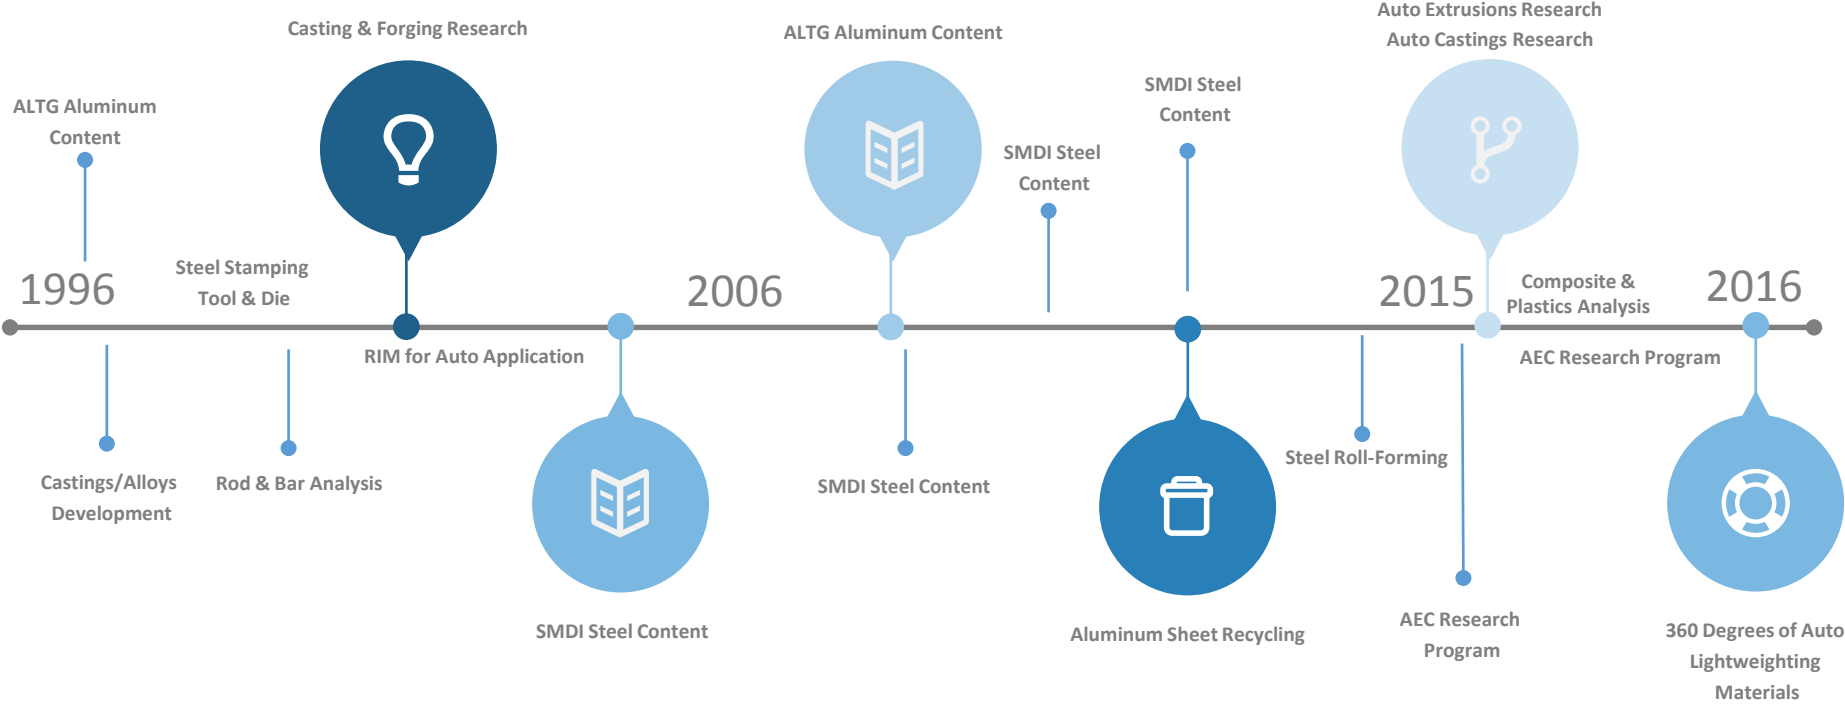 Casting & Forging Research
ALTG Aluminum Content
Auto Extrusions Research
Auto Castings Research
ALTG Aluminum
Content
SMDI Steel
Content
SMDI Steel
Content
1996
Steel Stamping
Tool & Die
2006
2015
Composite &
Plastics Analysis
2016
RIM for Auto Application
AEC Research Program
Castings/Alloys
Development
Rod & Bar Analysis
SMDI Steel Content
Steel Roll-Forming
SMDI Steel Content
Aluminum Sheet Recycling
AEC Research
Program
360 Degrees of Auto
Lightweighting
Materials